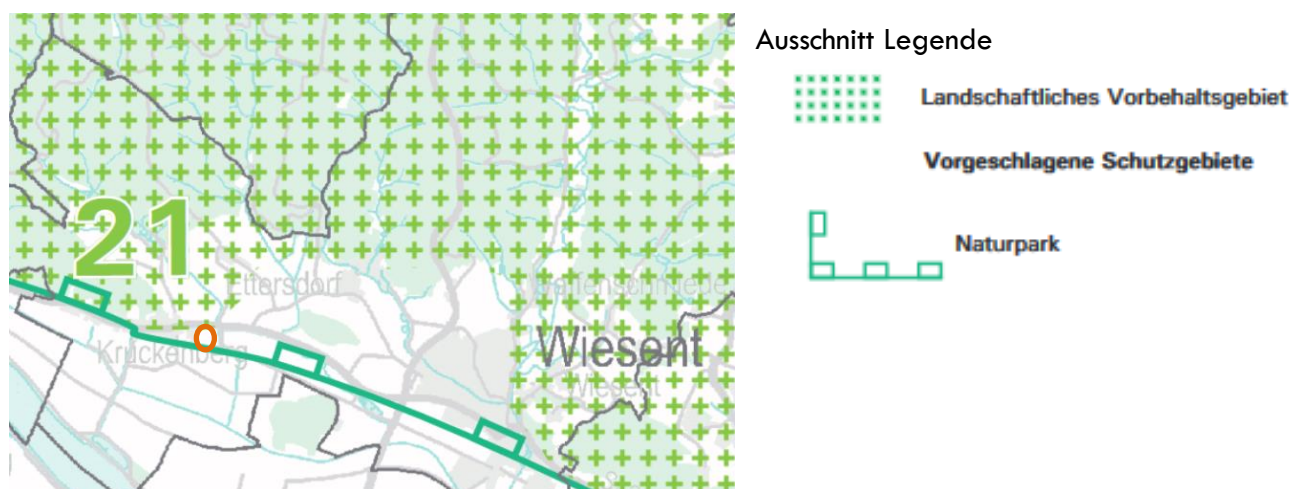 Ausschnitt Legende
Landschaftliches Vorbehaltsgebiet
Vorgeschlagene Schutzgebiete
Naturpark
21
Ettersdorf
Kruckenberg
Wiesent
Wiesent